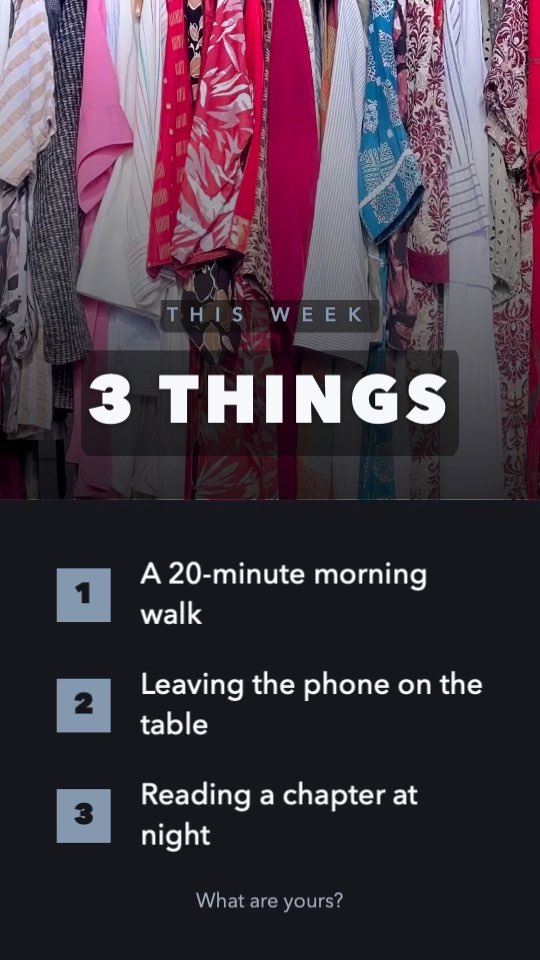 THIS WEEK
3 THINGS
1
A 20-minute morning
walk
2
Leaving the phone on the
table
3
Reading a chapter at
night
What are yours?